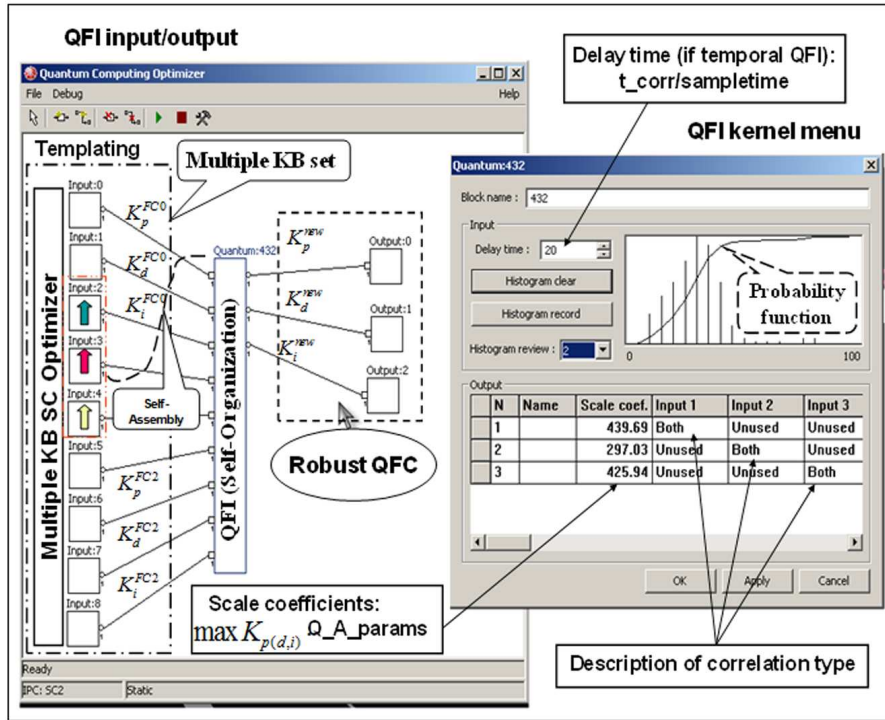 QFI input/output
Quantum Computing Optimizer
File Debug Help
Templating
Multiple KB set
Multiple KB SC Optimizer
Input:0
Input:1
Input:2
Input:3
Input:4
Input:5
Input:6
Input:7
Input:8
K_p^{FC0}
K_d^{FC0}
K_i^{FC0}
Self-Assembly
K_p^{FC2}
K_d^{FC2}
K_i^{FC2}
Quantum:432
QFI (Self-Organization)
K_p^{new}
K_d^{new}
K_i^{new}
Output:0
Output:1
Output:2
Robust QFC
Scale coefficients:
max K_{p(d,i)} Q_A_params
Ready
IPC: SC2 Static
Delay time (if temporal QFI):
t_corr/sampletime
QFI kernel menu
Quantum:432
Block name : 432
Input
Delay time : 20
Histogram clear
Histogram record
Histogram review : 2
Probability function
0 100
Output
N Name Scale coef. Input 1 Input 2 Input 3
1 439.69 Both Unused Unused
2 297.03 Unused Both Unused
3 425.94 Unused Unused Both
OK Apply Cancel
Description of correlation type